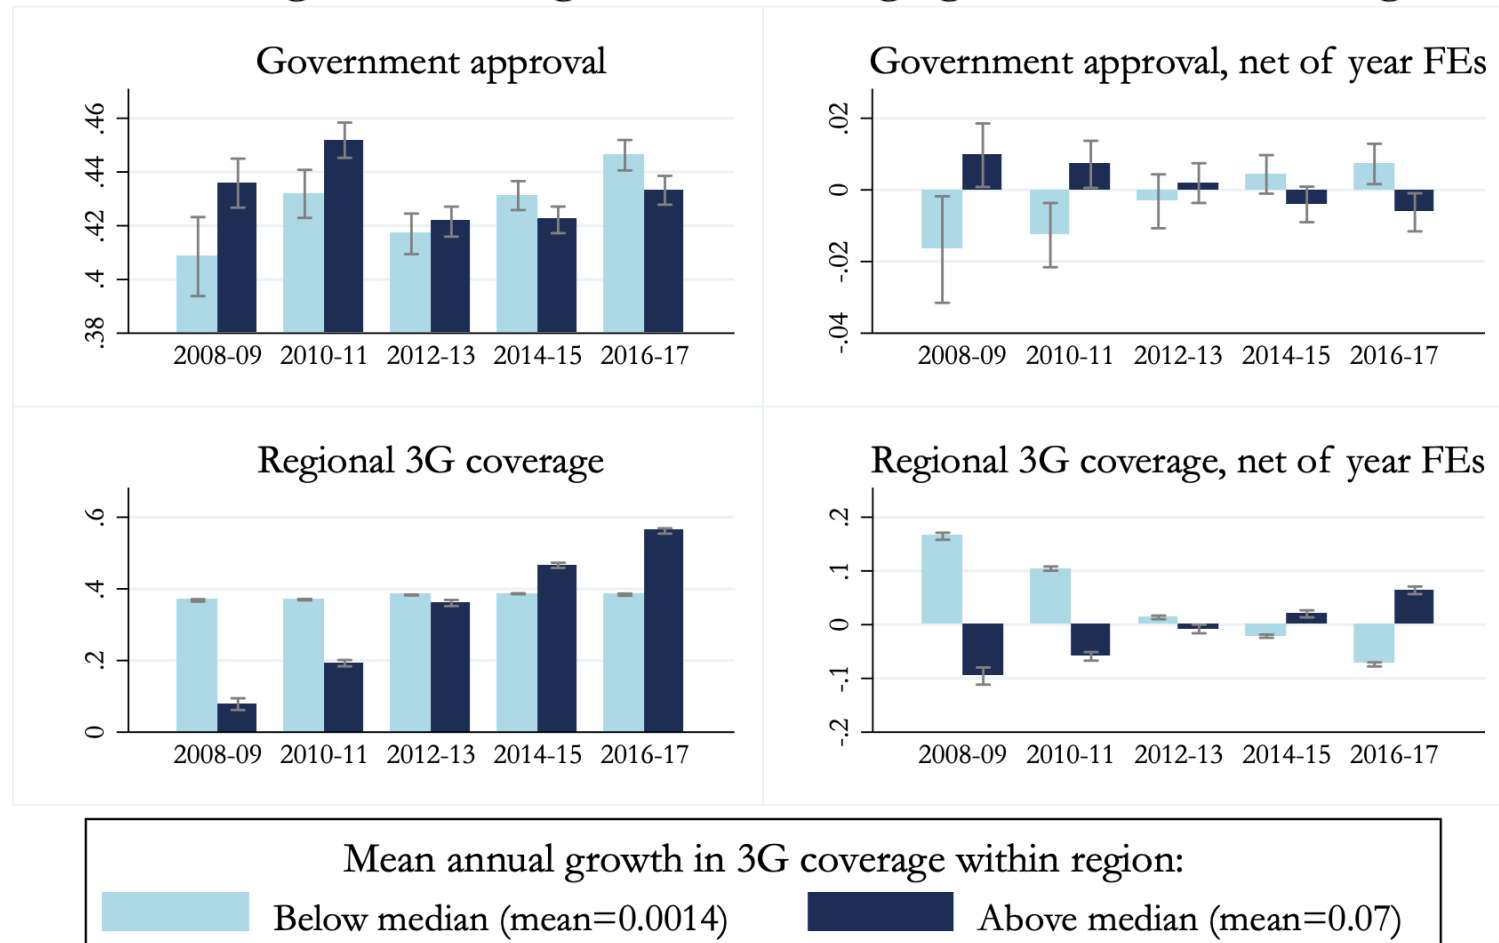 Government approval
.46
.44
.42
.4
.38
2008-09 2010-11 2012-13 2014-15 2016-17
Government approval, net of year FEs
.02
0
-.02
-.04
2008-09 2010-11 2012-13 2014-15 2016-17
Regional 3G coverage
.6
.4
.2
0
2008-09 2010-11 2012-13 2014-15 2016-17
Regional 3G coverage, net of year FEs
.2
.1
0
-.1
-.2
2008-09 2010-11 2012-13 2014-15 2016-17
Mean annual growth in 3G coverage within region:
Below median (mean=0.0014) Above median (mean=0.07)